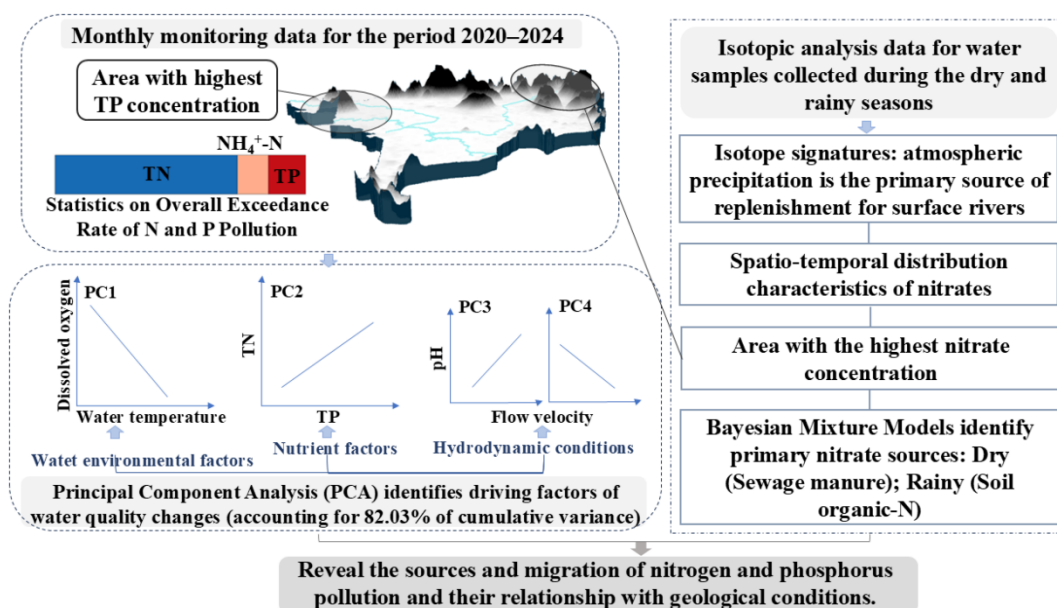 Monthly monitoring data for the period 2020–2024
Area with highest
TP concentration
NH₄⁺-N
TN
TP
Statistics on Overall Exceedance
Rate of N and P Pollution
PC1
Dissolved oxygen
Water temperature
PC2
TN
TP
PC3
PC4
pH
Flow velocity
Watet environmental factors
Nutrient factors
Hydrodynamic conditions
Principal Component Analysis (PCA) identifies driving factors of
water quality changes (accounting for 82.03% of cumulative variance)
Isotopic analysis data for water
samples collected during the dry and
rainy seasons
Isotope signatures: atmospheric
precipitation is the primary source of
replenishment for surface rivers
Spatio-temporal distribution
characteristics of nitrates
Area with the highest nitrate
concentration
Bayesian Mixture Models identify
primary nitrate sources: Dry
(Sewage manure); Rainy (Soil
organic-N)
Reveal the sources and migration of nitrogen and phosphorus
pollution and their relationship with geological conditions.